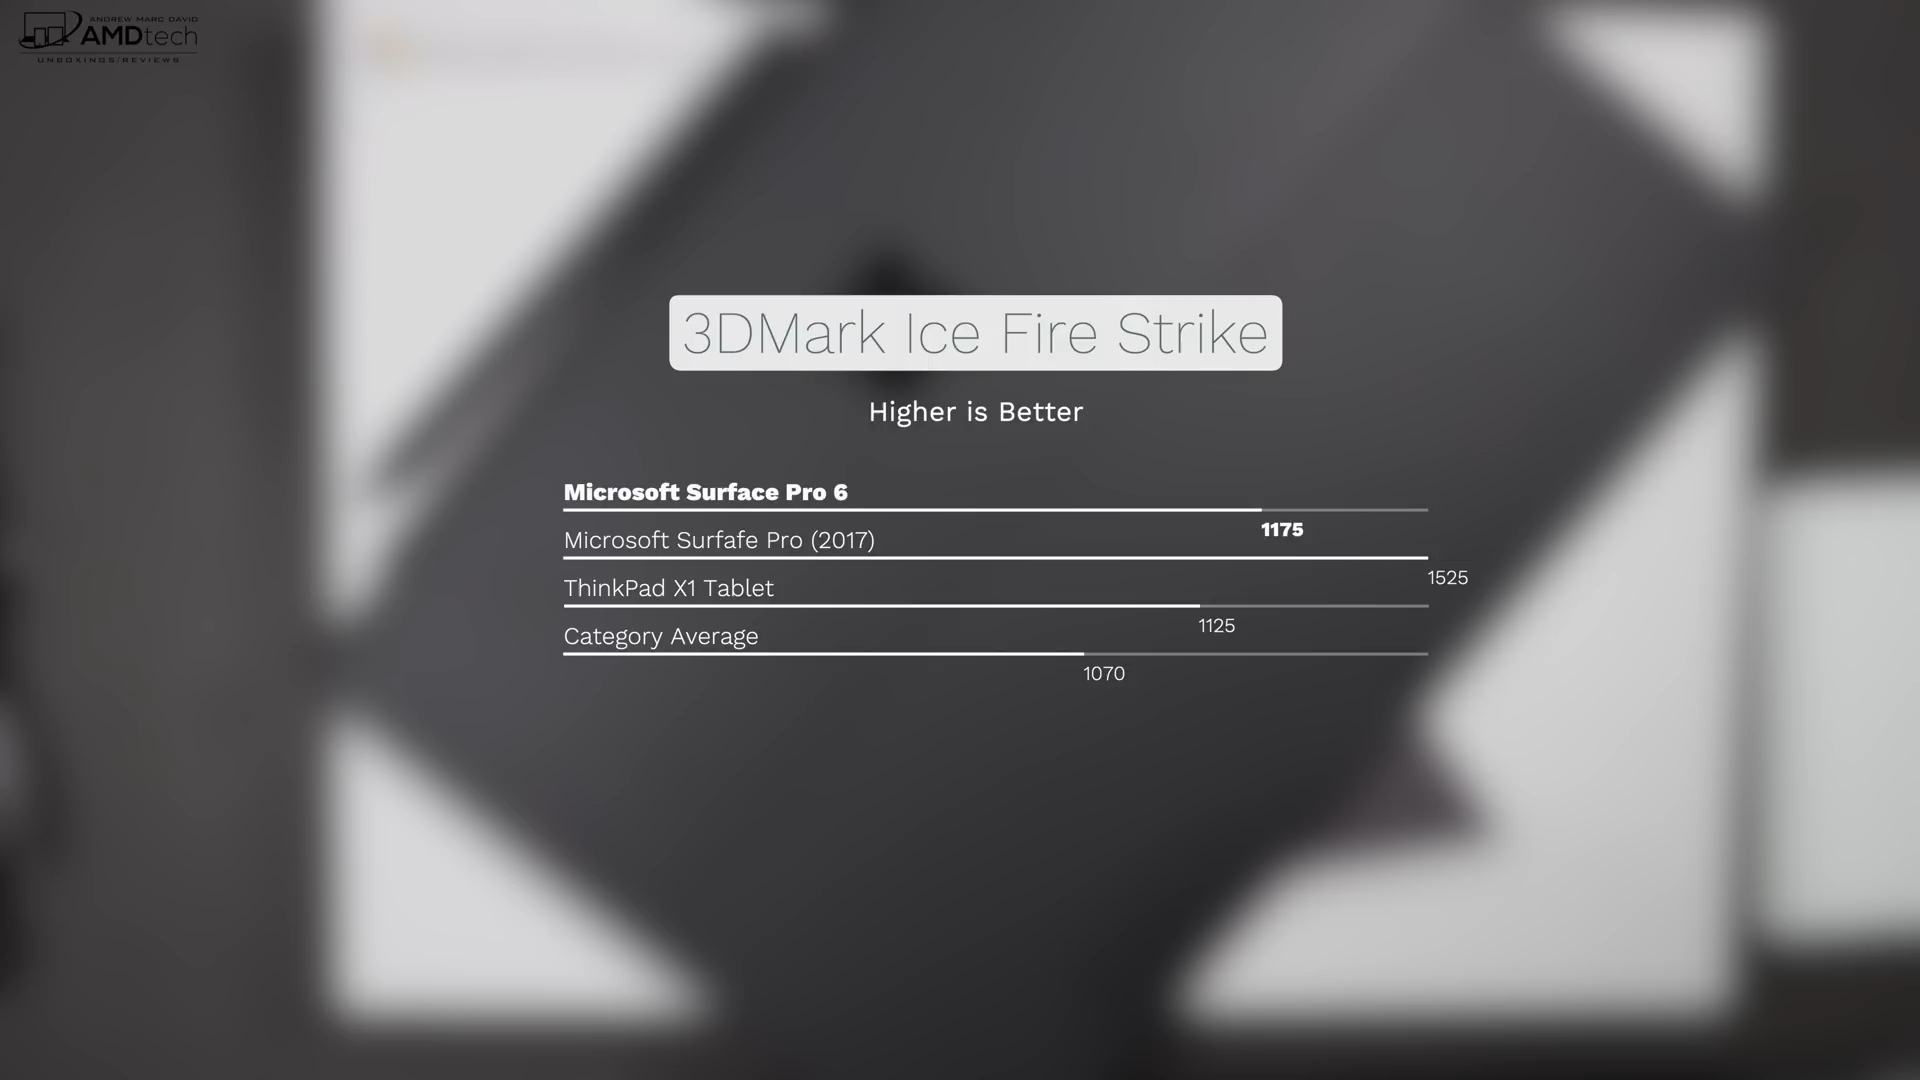 ANDREW MARC DAVID
AMDtech
UNBOXINGS/REVIEWS
3DMark Ice Fire Strike
Higher is Better
Microsoft Surface Pro 6
1175
Microsoft Surfafe Pro (2017)
1525
ThinkPad X1 Tablet
1125
Category Average
1070